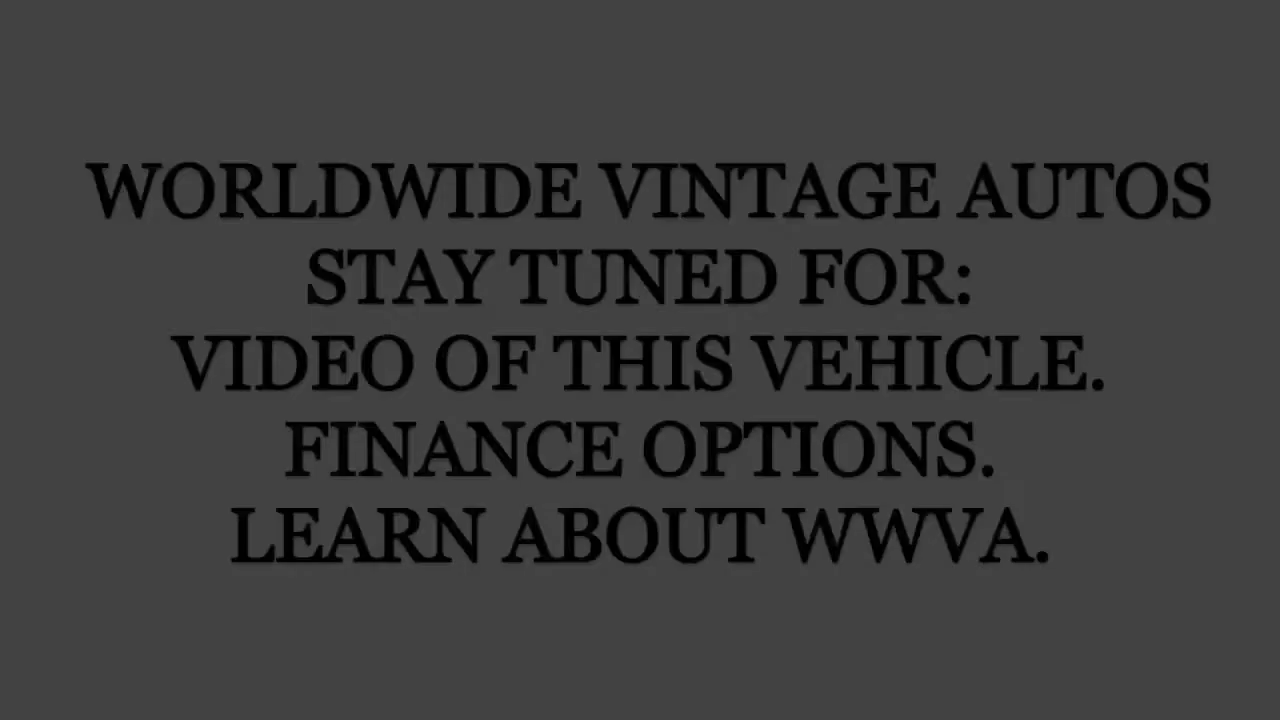 WORLDWIDE VINTAGE AUTOS
STAY TUNED FOR:
VIDEO OF THIS VEHICLE.
FINANCE OPTIONS.
LEARN ABOUT WWVA.